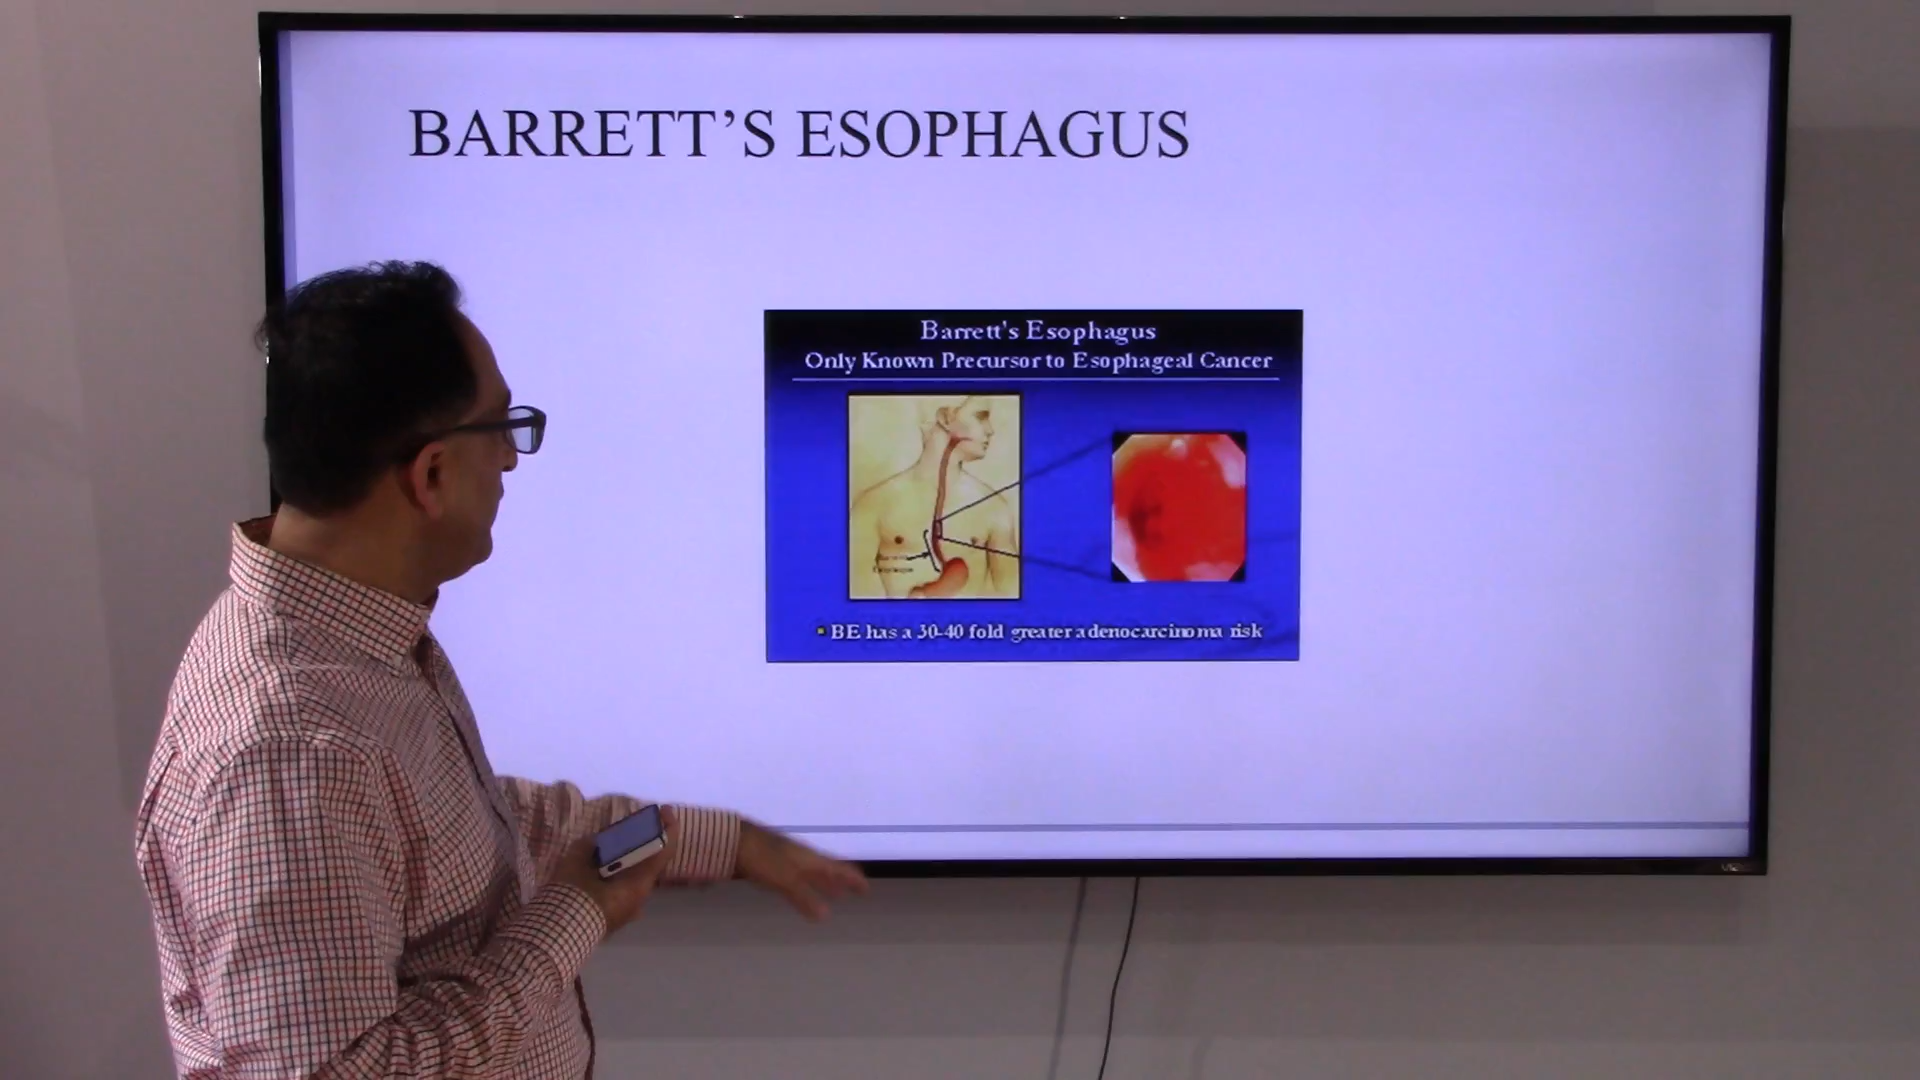 BARRETT’S ESOPHAGUS
Barrett's Esophagus
Only Known Precursor to Esophageal Cancer
BE has a 30-40 fold greater adenocarcinoma risk